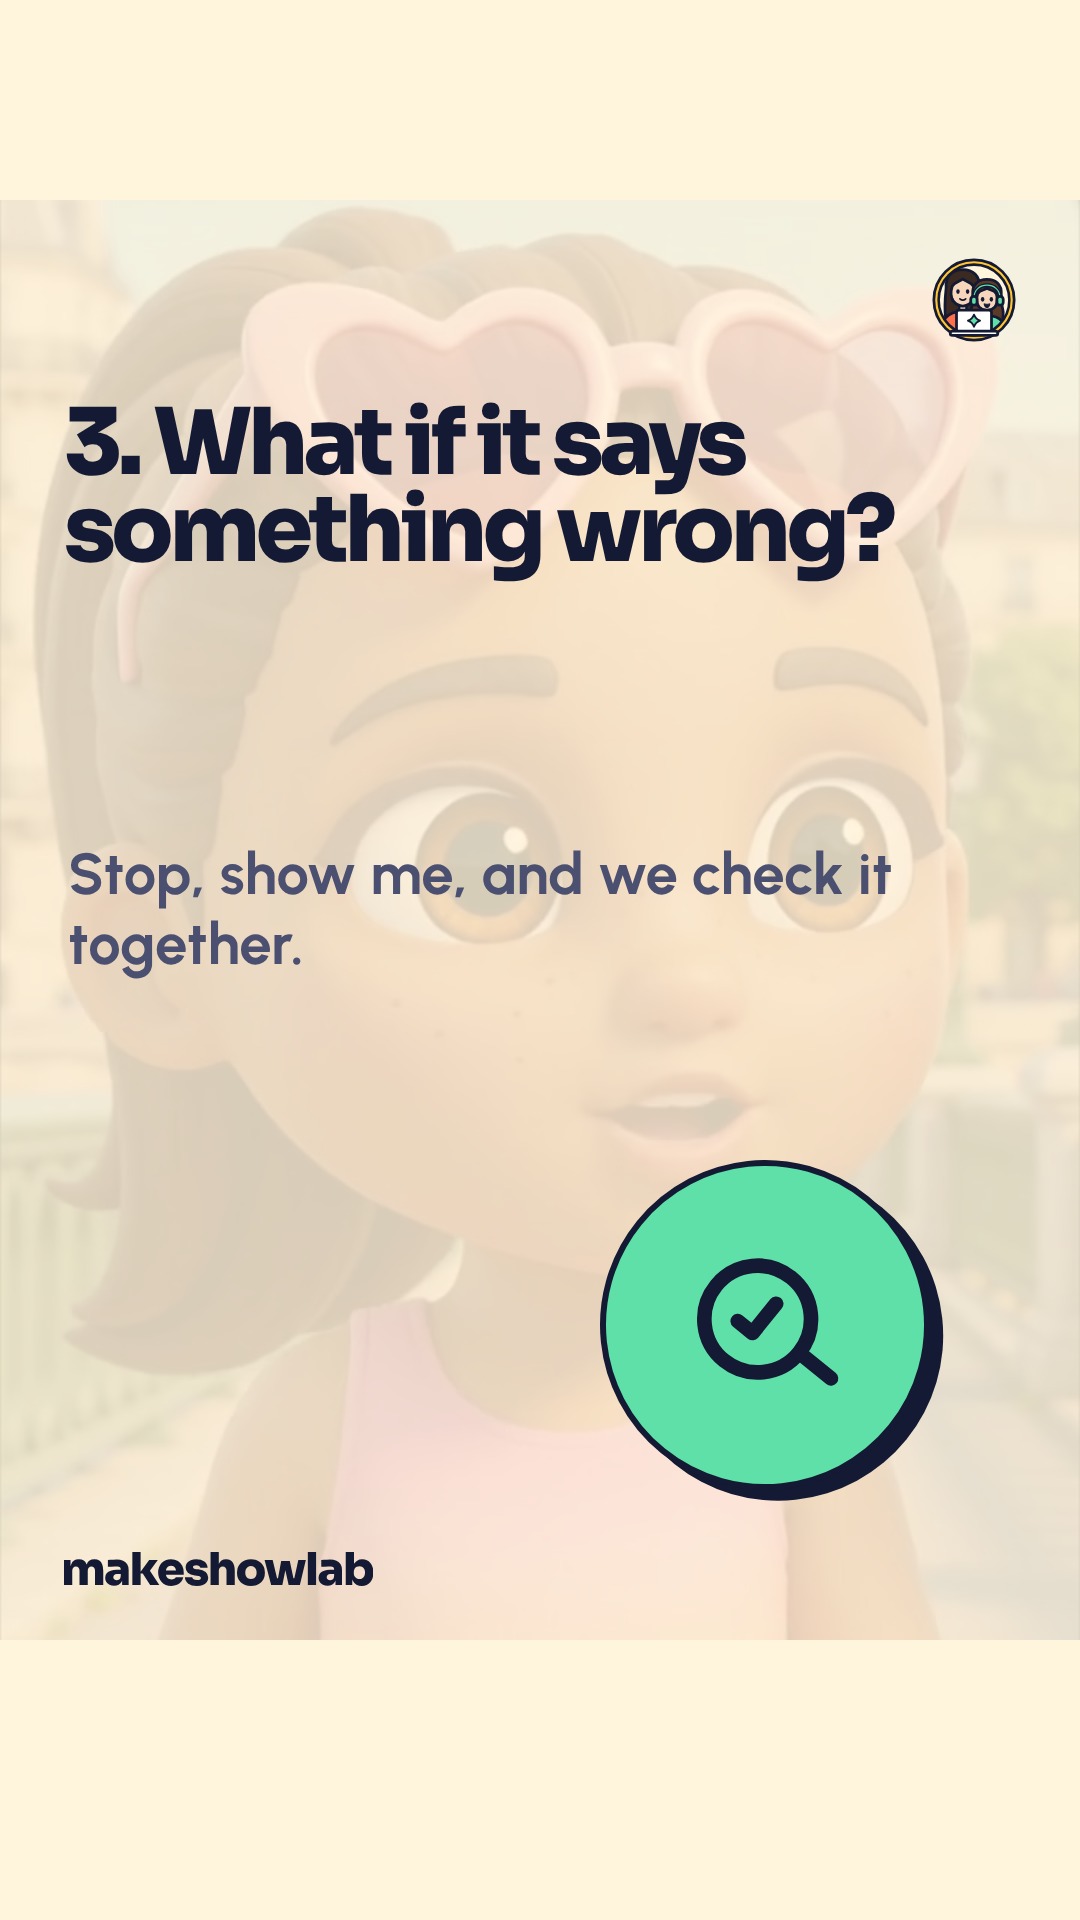 3. What if it says
something wrong?
Stop, show me, and we check it
together.
makeshowlab